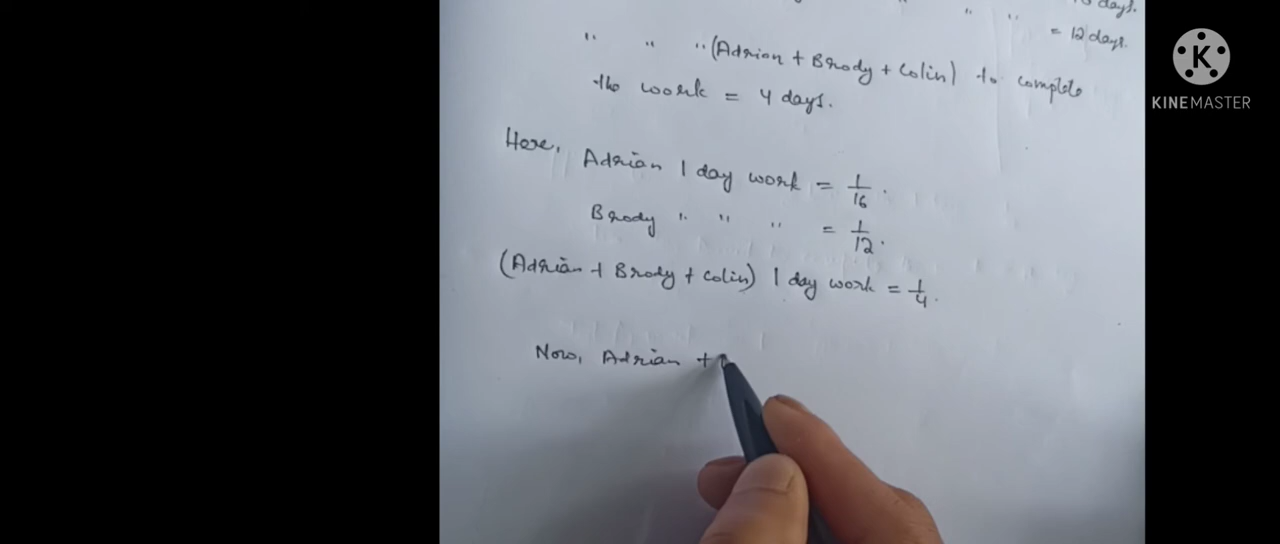 days.
" " = 12 days.
" " " (Adrian + Brody + Colin) to complete
the work = 4 days.
Here, Adrian 1 day work = 1/16.
Brody " " " = 1/12.
(Adrian + Brody + Colin) 1 day work = 1/4.
Now, Adrian +
K
KINEMASTER